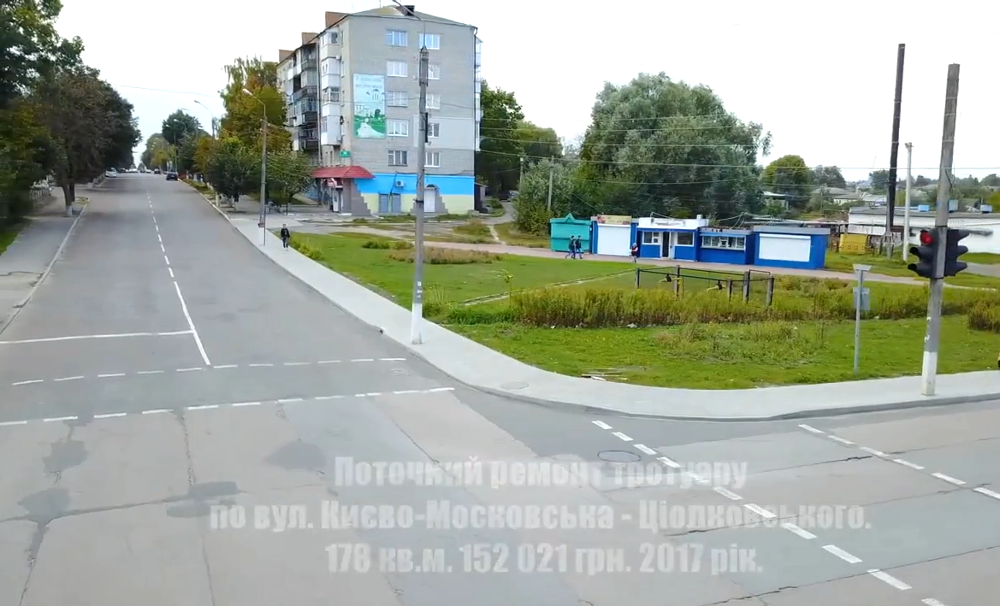 Поточний ремонт тротуару
по вул. Києво-Московська - Ціолковського.
178 кв.м. 152 021 грн. 2017 рік.